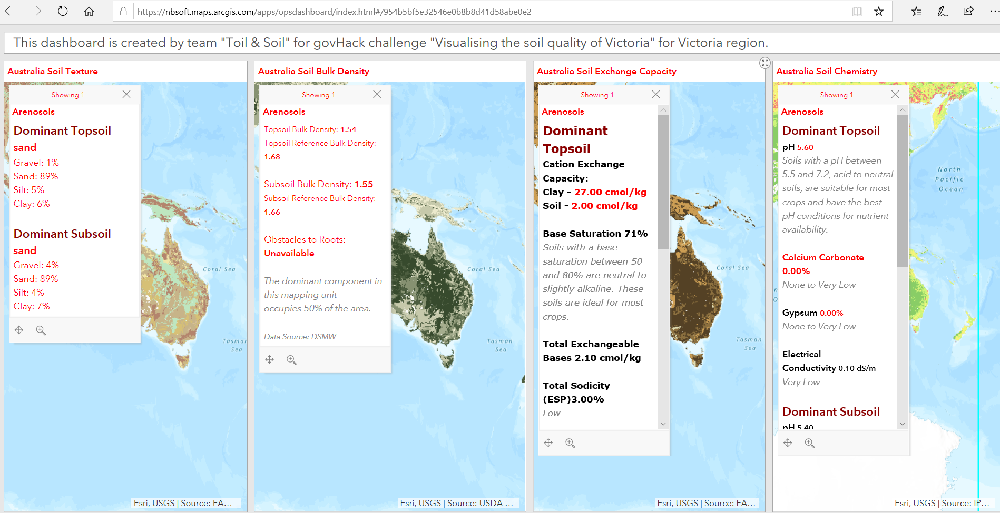 https://nbsoft.maps.arcgis.com/apps/opsdashboard/index.html#/954b5bf5e32546e0b8b8d41d58abe0e2
This dashboard is created by team "Toil & Soil" for govHack challenge "Visualising the soil quality of Victoria" for Victoria region.
Australia Soil Texture
Showing 1
Arenosols
Dominant Topsoil
sand
Gravel: 1%
Sand: 89%
Silt: 5%
Clay: 6%
Dominant Subsoil
sand
Gravel: 4%
Sand: 89%
Silt: 4%
Clay: 7%
Coral Sea
Tasman
Sea
Esri, USGS | Source: FA...
Australia Soil Bulk Density
Showing 1
Arenosols
Topsoil Bulk Density: 1.54
Topsoil Reference Bulk Density:
1.68
Subsoil Bulk Density: 1.55
Subsoil Reference Bulk Density:
1.66
Obstacles to Roots:
Unavailable
The dominant component in
this mapping unit
occupies 50% of the area.
Data Source: DSMW
Coral Sea
Tasman
Sea
Esri, USGS | Source: USDA ...
Australia Soil Exchange Capacity
Showing 1
Arenosols
Dominant
Topsoil
Cation Exchange
Capacity:
Clay - 27.00 cmol/kg
Soil - 2.00 cmol/kg
Base Saturation 71%
Soils with a base
saturation between 50
and 80% are neutral to
slightly alkaline. These
soils are ideal for most
crops.
Total Exchangeable
Bases 2.10 cmol/kg
Total Sodicity
(ESP)3.00%
Low
Coral Sea
Tasman
Sea
Esri, USGS | Source: FA...
Australia Soil Chemistry
Showing 1
Arenosols
Dominant Topsoil
pH 5.60
Soils with a pH between
5.5 and 7.2, acid to neutral
soils, are suitable for most
crops and have the best
pH conditions for nutrient
availability.
Calcium Carbonate
0.00%
None to Very Low
Gypsum 0.00%
None to Very Low
Electrical
Conductivity 0.10 dS/m
Very Low
Dominant Subsoil
pH 5.40
North
Pacific
Ocean
Esri, USGS | Source: IP...